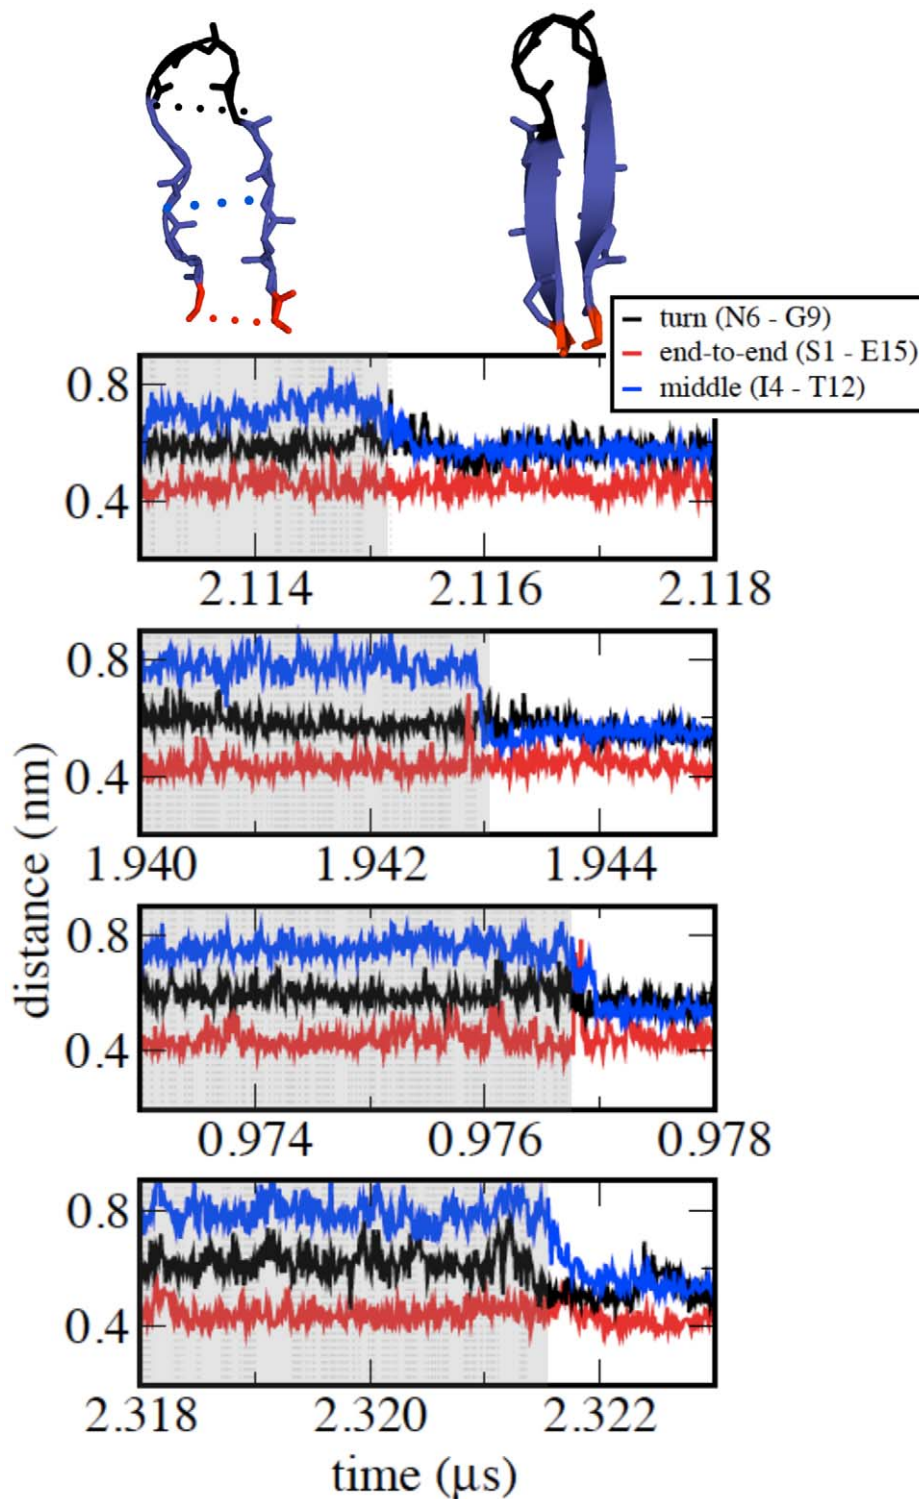 turn (N6 - G9)
end-to-end (S1 - E15)
middle (I4 - T12)
0.8
0.4
2.114 2.116 2.118
0.8
0.4
1.940 1.942 1.944
distance (nm)
0.8
0.4
0.974 0.976 0.978
0.8
0.4
2.318 2.320 2.322
time (μs)